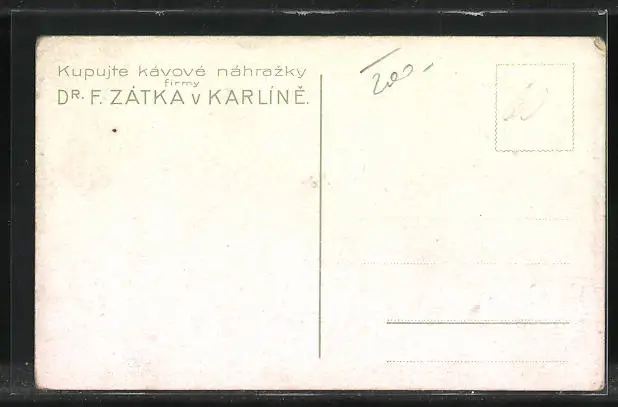 Kupujte kávové náhražky
firmy
DR. F. ZÁTKA v KARLÍNĚ.
200.-